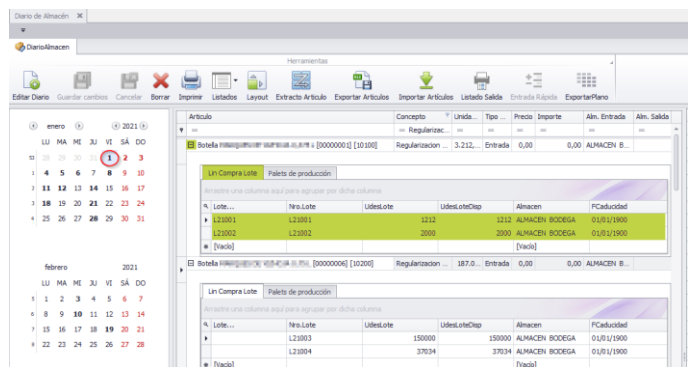 Diario de Almacén
DiarioAlmacen
Herramientas
Editar Diario Guardar cambios Cancelar Borrar Imprimir Listados Layout Extracto Articulo Exportar Articulos Importar Artículos Listado Salida Entrada Rápida ExportarPlano
enero 2021
LU MA MI JU VI SÁ DO
53 28 29 30 31 1 2 3
1 4 5 6 7 8 9 10
2 11 12 13 14 15 16 17
3 18 19 20 21 22 23 24
4 25 26 27 28 29 30 31
febrero 2021
LU MA MI JU VI SÁ DO
5 1 2 3 4 5 6 7
6 8 9 10 11 12 13 14
7 15 16 17 18 19 20 21
8 22 23 24 25 26 27 28
Articulo Concepto Unida... Tipo ... Precio Importe Alm. Entrada Alm. Salida
= = Regularizac... = = = = = =
Botella [00000001] [10100] Regularizacion ... 3.212,... Entrada 0,00 0,00 ALMACEN B...
Lin Compra Lote Palets de producción
Arrastre una columna aquí para agrupar por dicha columna
Lote... Nro.Lote UdesLote UdesLoteDisp Almacen FCaducidad
L21001 L21001 1212 1212 ALMACEN BODEGA 01/01/1900
L21002 L21002 2000 2000 ALMACEN BODEGA 01/01/1900
[Vacío] [Vacío]
Botella [00000006] [10200] Regularizacion ... 187.0... Entrada 0,00 0,00 ALMACEN B...
Lin Compra Lote Palets de producción
Arrastre una columna aquí para agrupar por dicha columna
Lote... Nro.Lote UdesLote UdesLoteDisp Almacen FCaducidad
L21003 150000 150000 ALMACEN BODEGA 01/01/1900
L21004 37034 37034 ALMACEN BODEGA 01/01/1900
[Vacío] [Vacío]